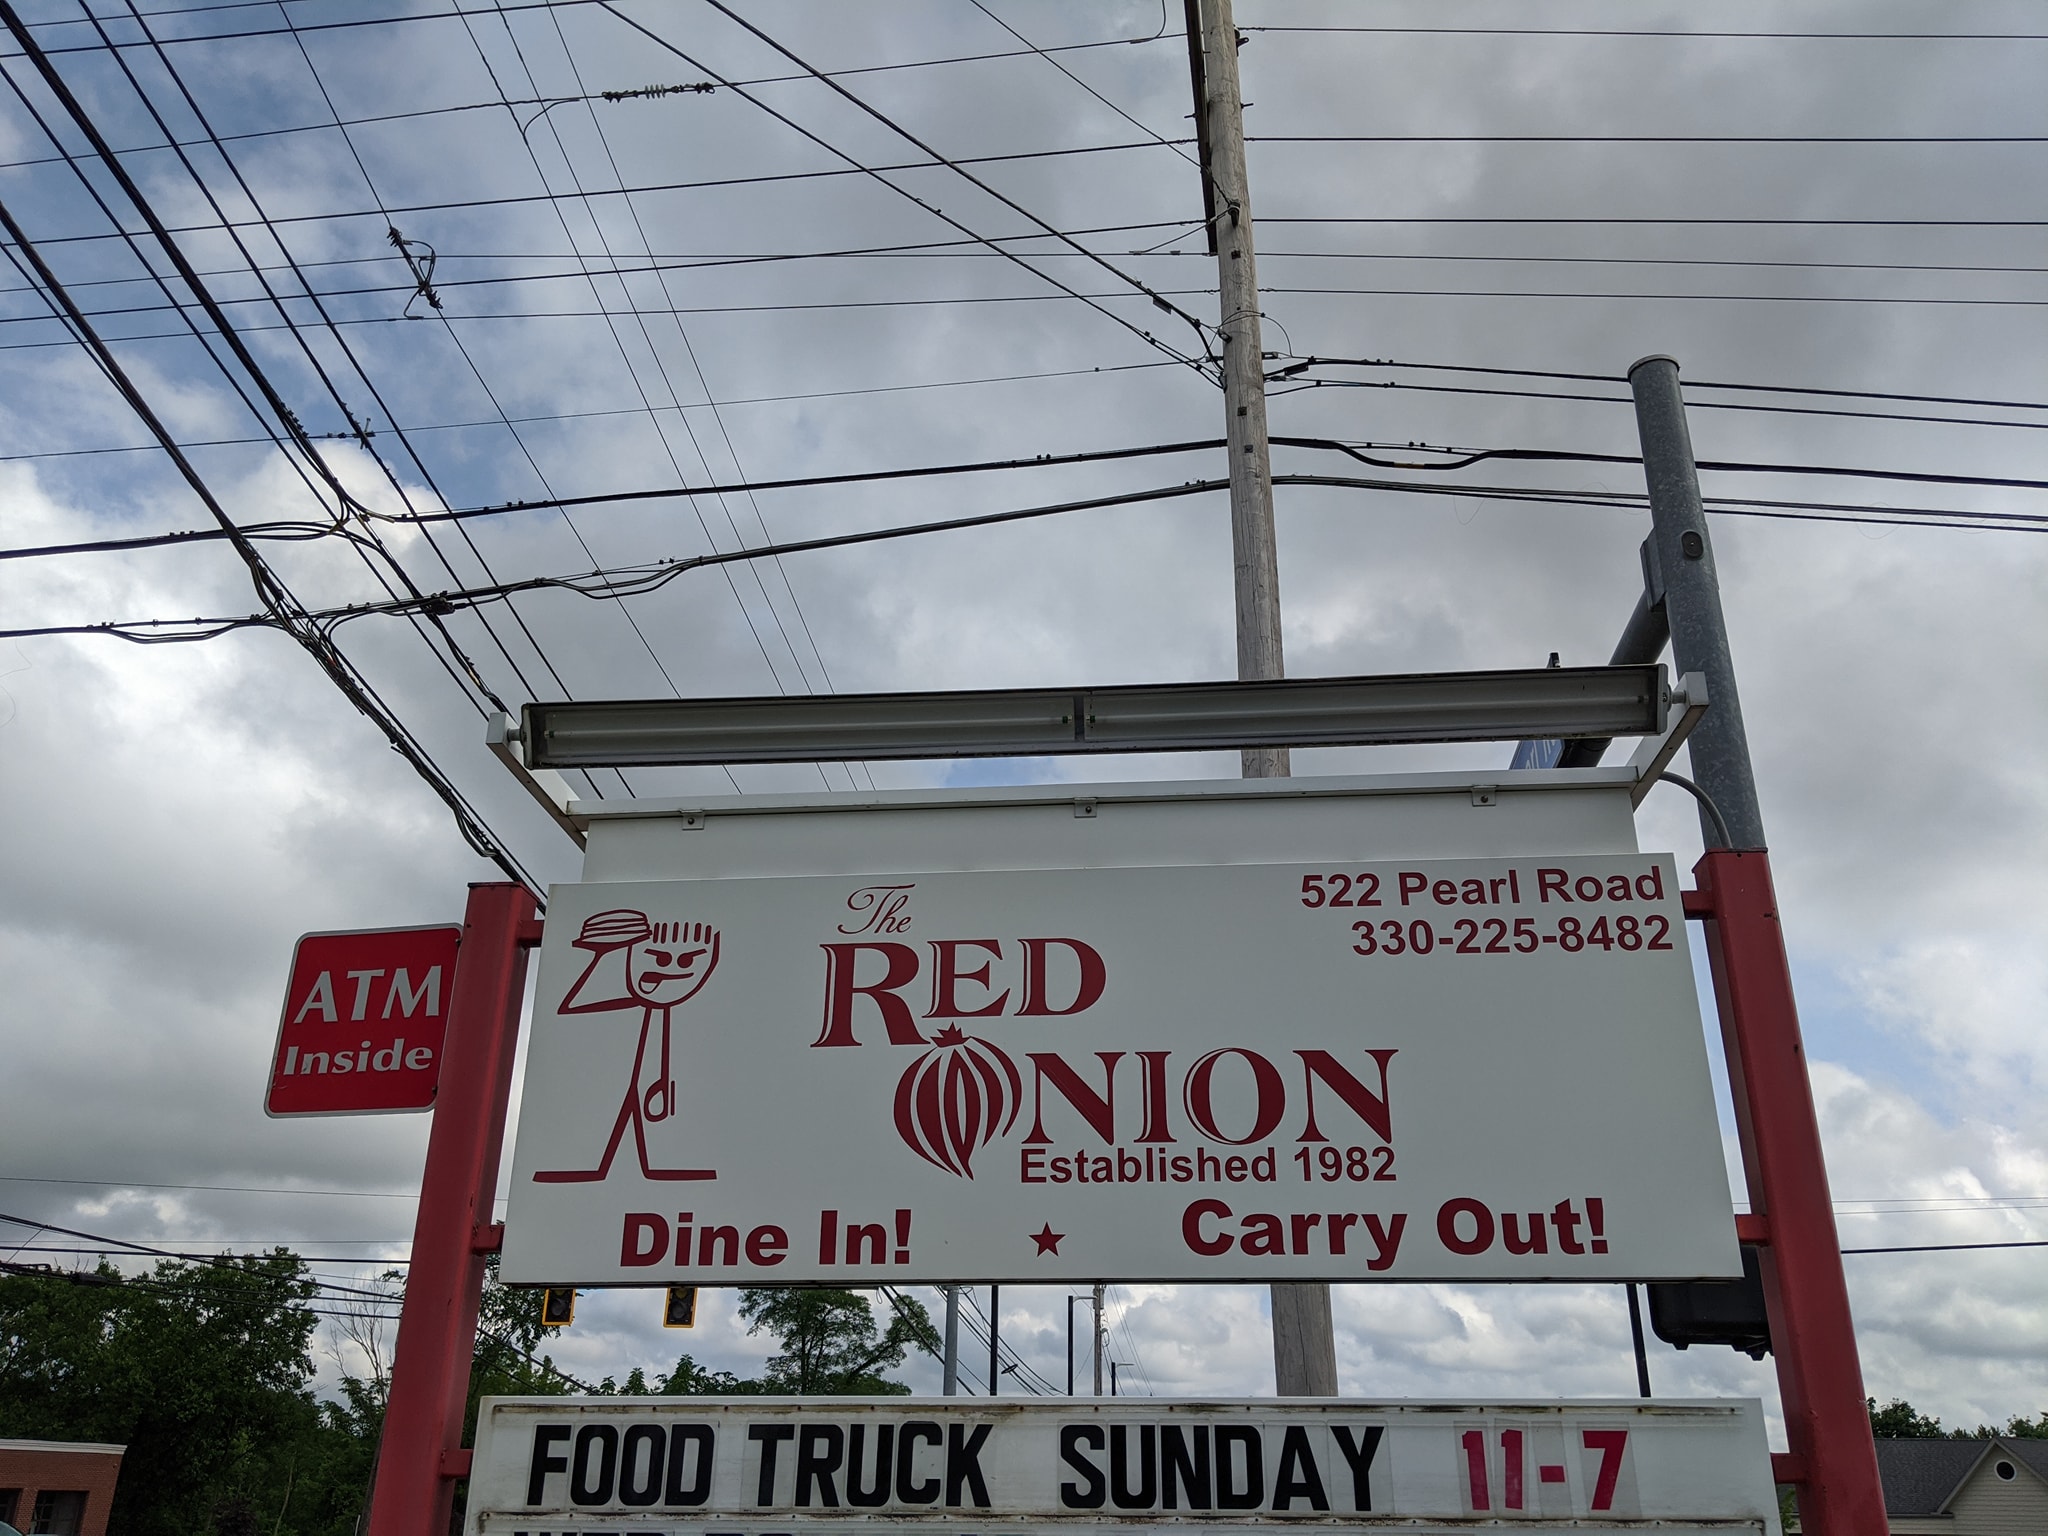 ATM
Inside
The
RED
ONION
Established 1982
522 Pearl Road
330-225-8482
Dine In! ★ Carry Out!
FOOD TRUCK SUNDAY 11-7